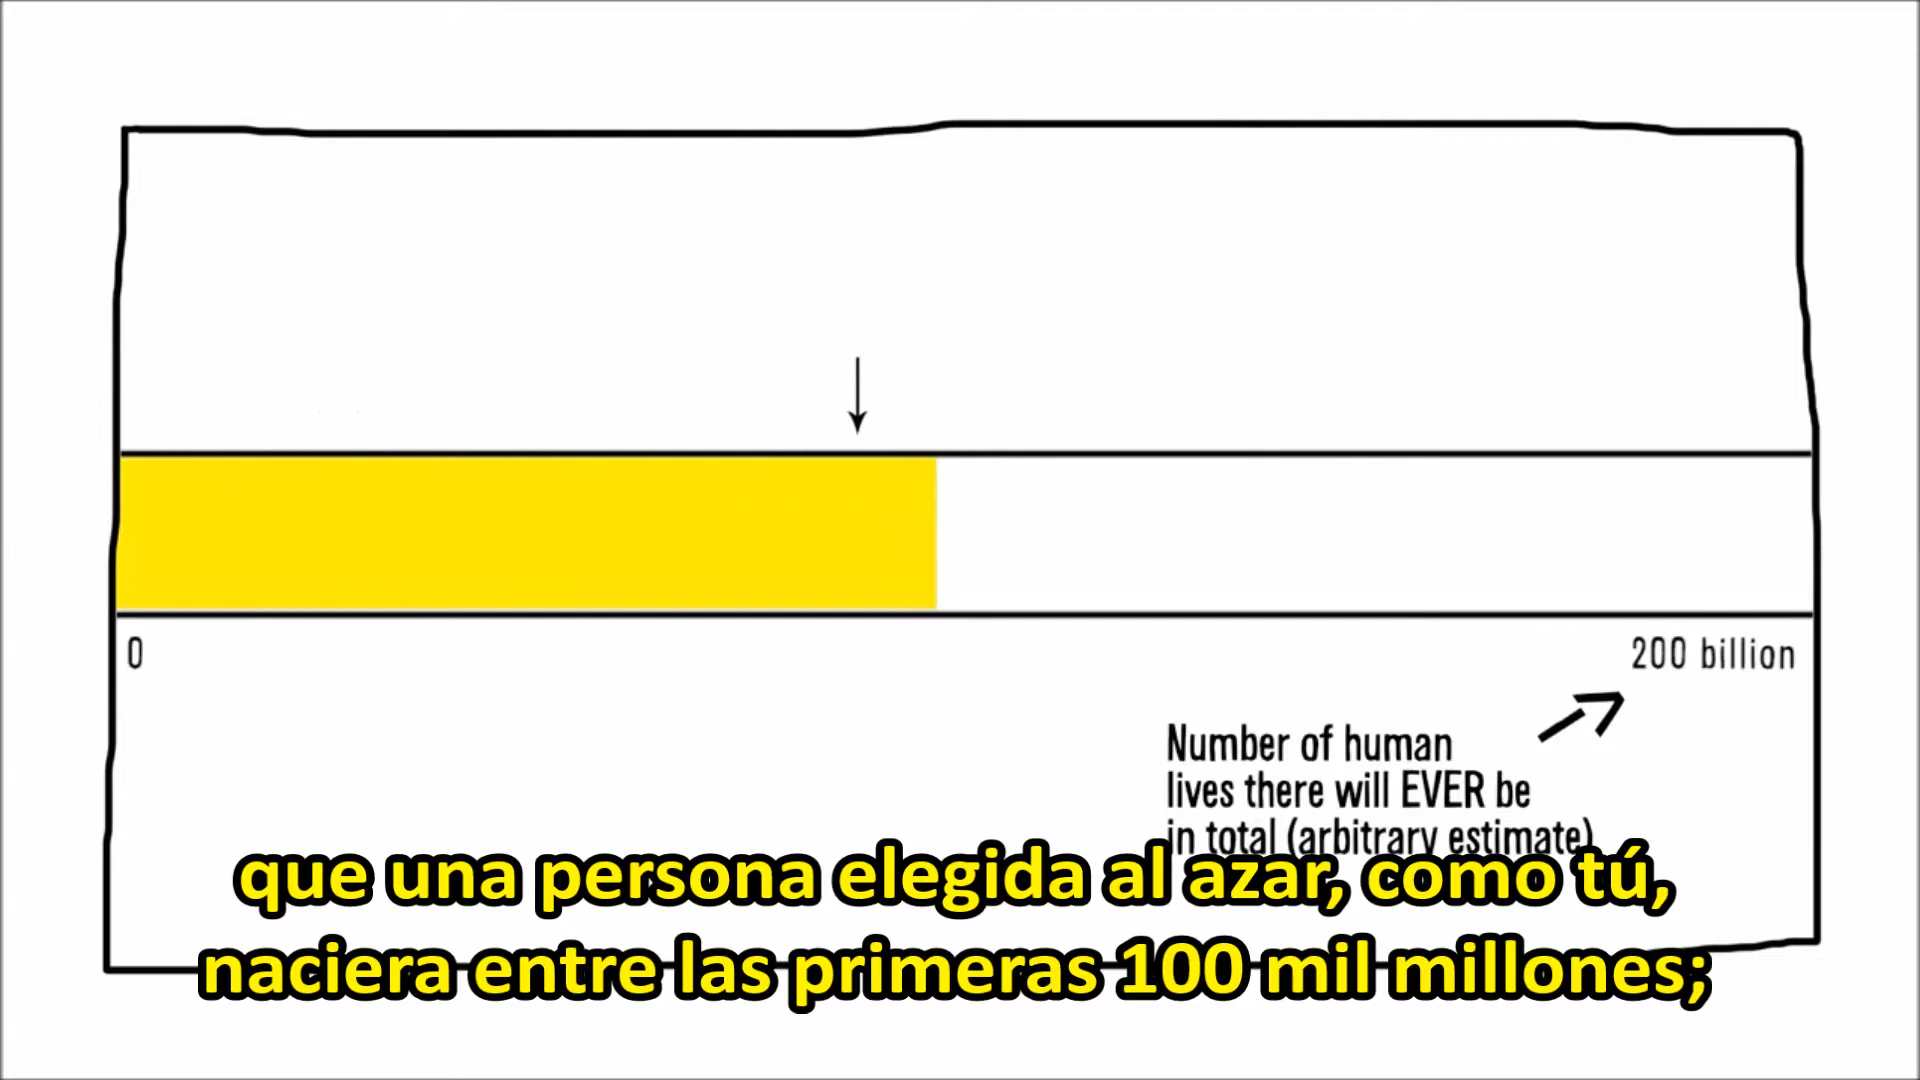 0
200 billion
Number of human
lives there will EVER be
in total (arbitrary estimate)
que una persona elegida al azar, como tú,
naciera entre las primeras 100 mil millones;